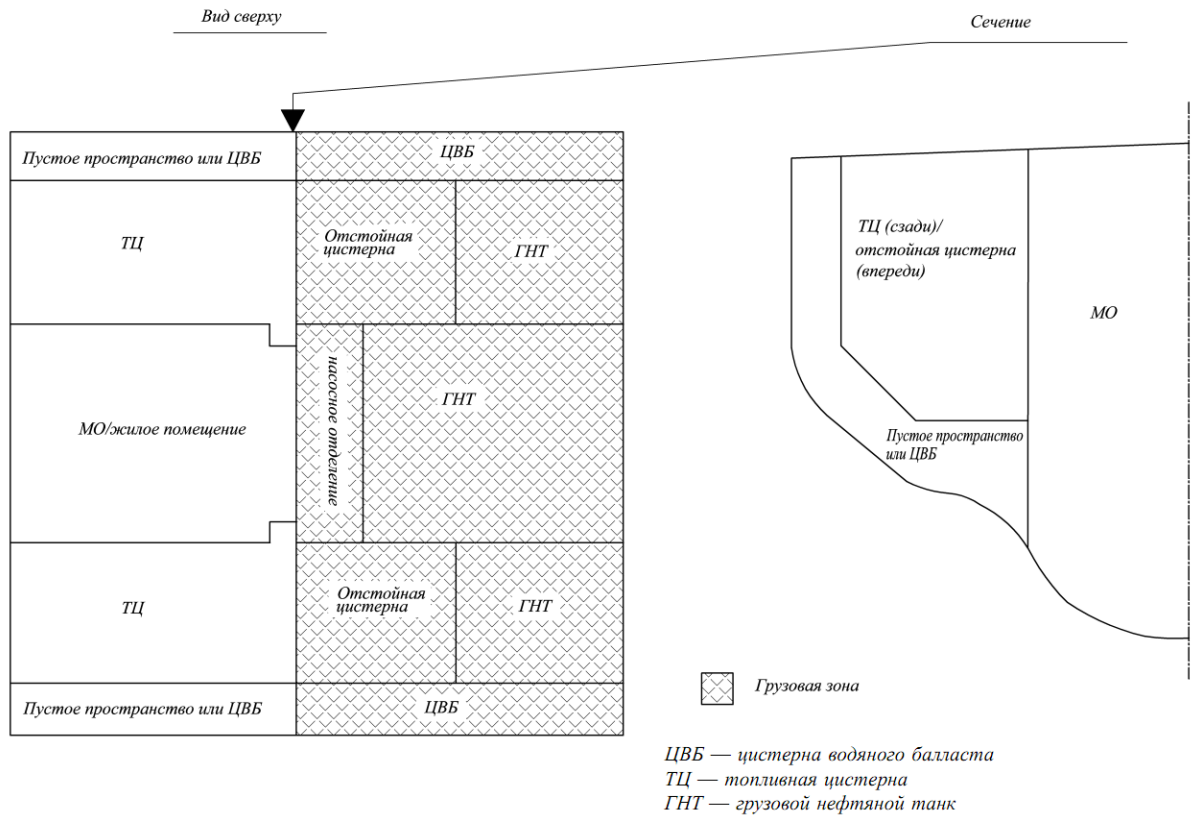 Вид сверху
Сечение
Пустое пространство или ЦВБ
ЦВБ
ТЦ
Отстойная
цистерна
ГНТ
МО/жилое помещение
насосное отделение
ГНТ
ТЦ
Отстойная
цистерна
ГНТ
Пустое пространство или ЦВБ
ЦВБ
ТЦ (сзади)/
отстойная цистерна
(впереди)
МО
Пустое пространство
или ЦВБ
Грузовая зона
ЦВБ — цистерна водяного балласта
ТЦ — топливная цистерна
ГНТ — грузовой нефтяной танк